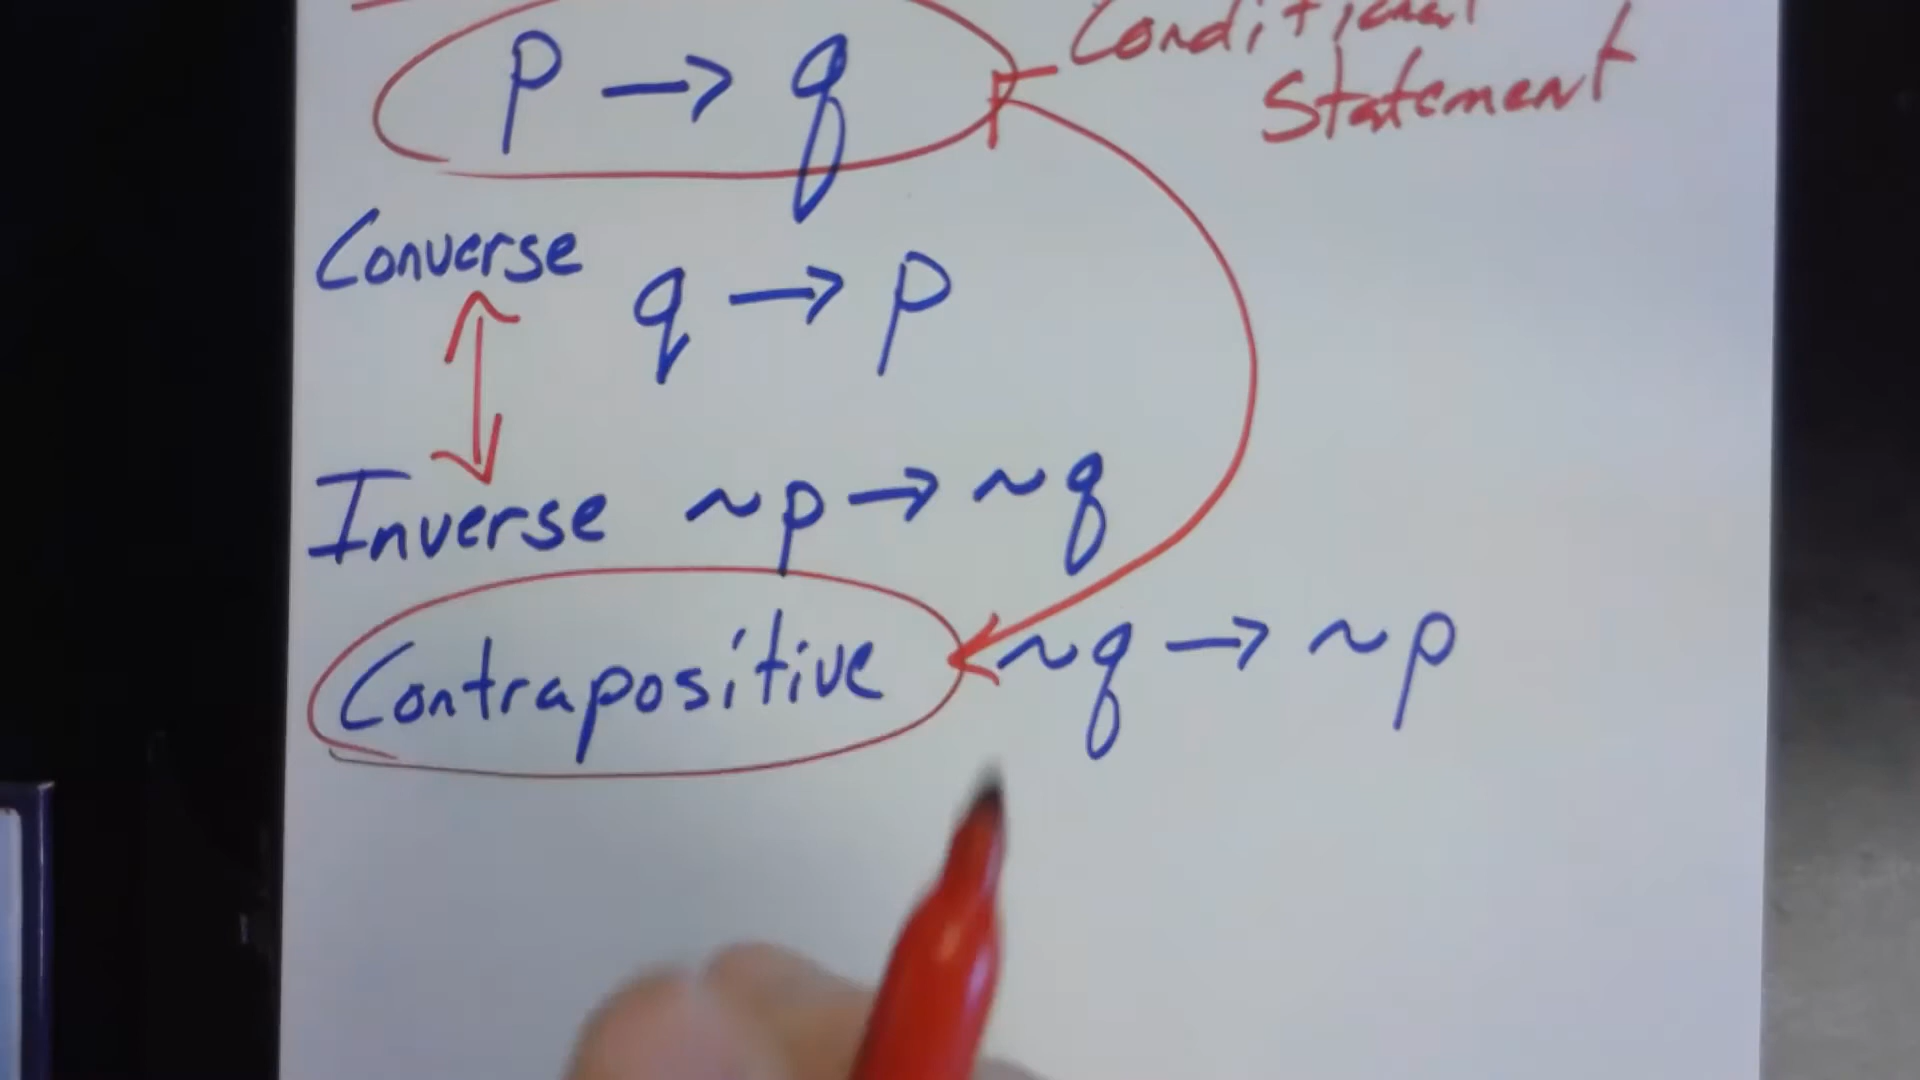 Conditional
Statement
P → q
Converse q → p
Inverse ~p → ~q
Contrapositive ~q → ~p